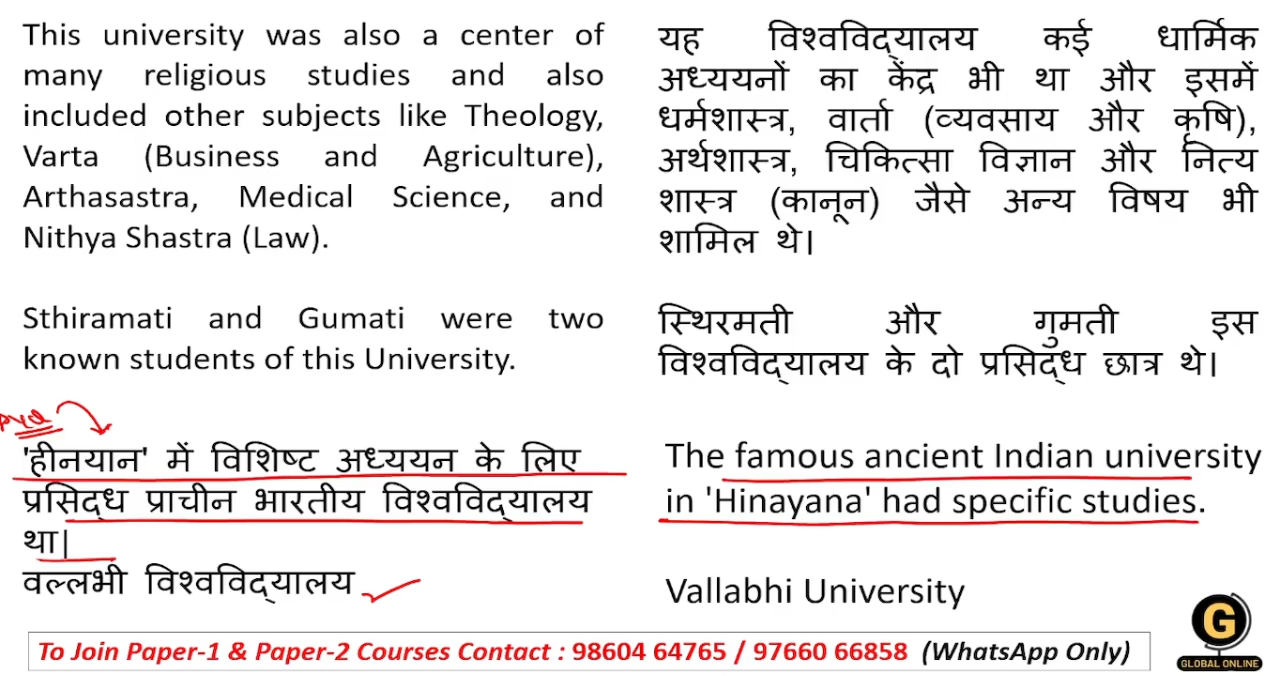 This university was also a center of
many religious studies and also
included other subjects like Theology,
Varta (Business and Agriculture),
Arthasastra, Medical Science, and
Nithya Shastra (Law).
Sthiramati and Gumati were two
known students of this University.
pyq
'हीनयान' में विशिष्ट अध्ययन के लिए
प्रसिद्ध प्राचीन भारतीय विश्वविद्यालय
था|
वल्लभी विश्वविद्यालय
यह विश्वविद्यालय कई धार्मिक
अध्ययनों का केंद्र भी था और इसमें
धर्मशास्त्र, वार्ता (व्यवसाय और कृषि),
अर्थशास्त्र, चिकित्सा विज्ञान और नित्य
शास्त्र (कानून) जैसे अन्य विषय भी
शामिल थे।
स्थिरमती और गुमती इस
विश्वविद्यालय के दो प्रसिद्ध छात्र थे।
The famous ancient Indian university
in 'Hinayana' had specific studies.
Vallabhi University
To Join Paper-1 & Paper-2 Courses Contact : 98604 64765 / 97660 66858 (WhatsApp Only)
G
GLOBAL ONLINE